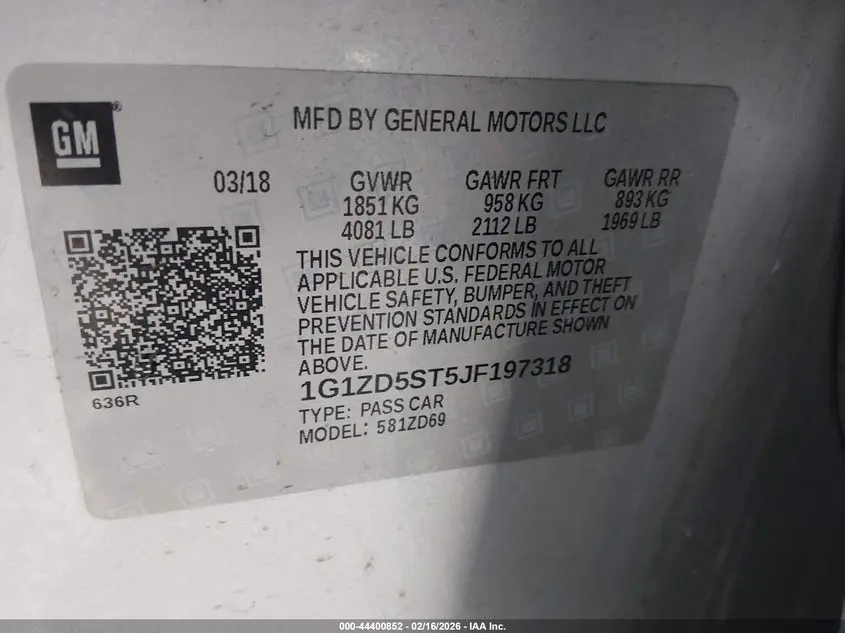 GM
MFD BY GENERAL MOTORS LLC
03/18 GVWR GAWR FRT GAWR RR
1851 KG 958 KG 893 KG
4081 LB 2112 LB 1969 LB
THIS VEHICLE CONFORMS TO ALL
APPLICABLE U.S. FEDERAL MOTOR
VEHICLE SAFETY, BUMPER, AND THEFT
PREVENTION STANDARDS IN EFFECT ON
THE DATE OF MANUFACTURE SHOWN
ABOVE.
1G1ZD5ST5JF197318
TYPE: PASS CAR
MODEL: 581ZD69
636R
000-44400852 - 02/16/2026 - IAA Inc.